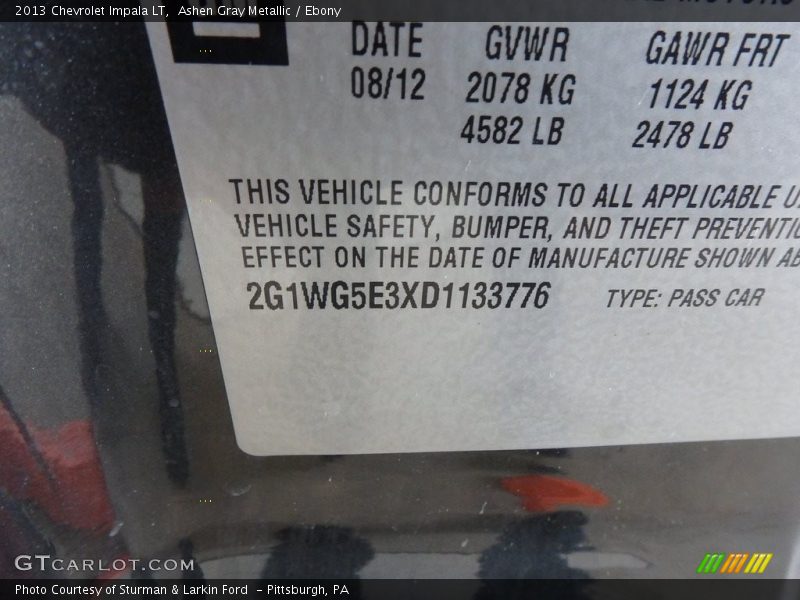 2013 Chevrolet Impala LT, Ashen Gray Metallic / Ebony
DATE GVWR GAWR FRT
08/12 2078 KG 1124 KG
4582 LB 2478 LB
THIS VEHICLE CONFORMS TO ALL APPLICABLE
VEHICLE SAFETY, BUMPER, AND THEFT
EFFECT ON THE DATE OF MANUFACTURE SHOWN
2G1WG5E3XD1133776 TYPE: PASS CAR
GTCARLOT.COM
Photo Courtesy of Sturman & Larkin Ford - Pittsburgh, PA